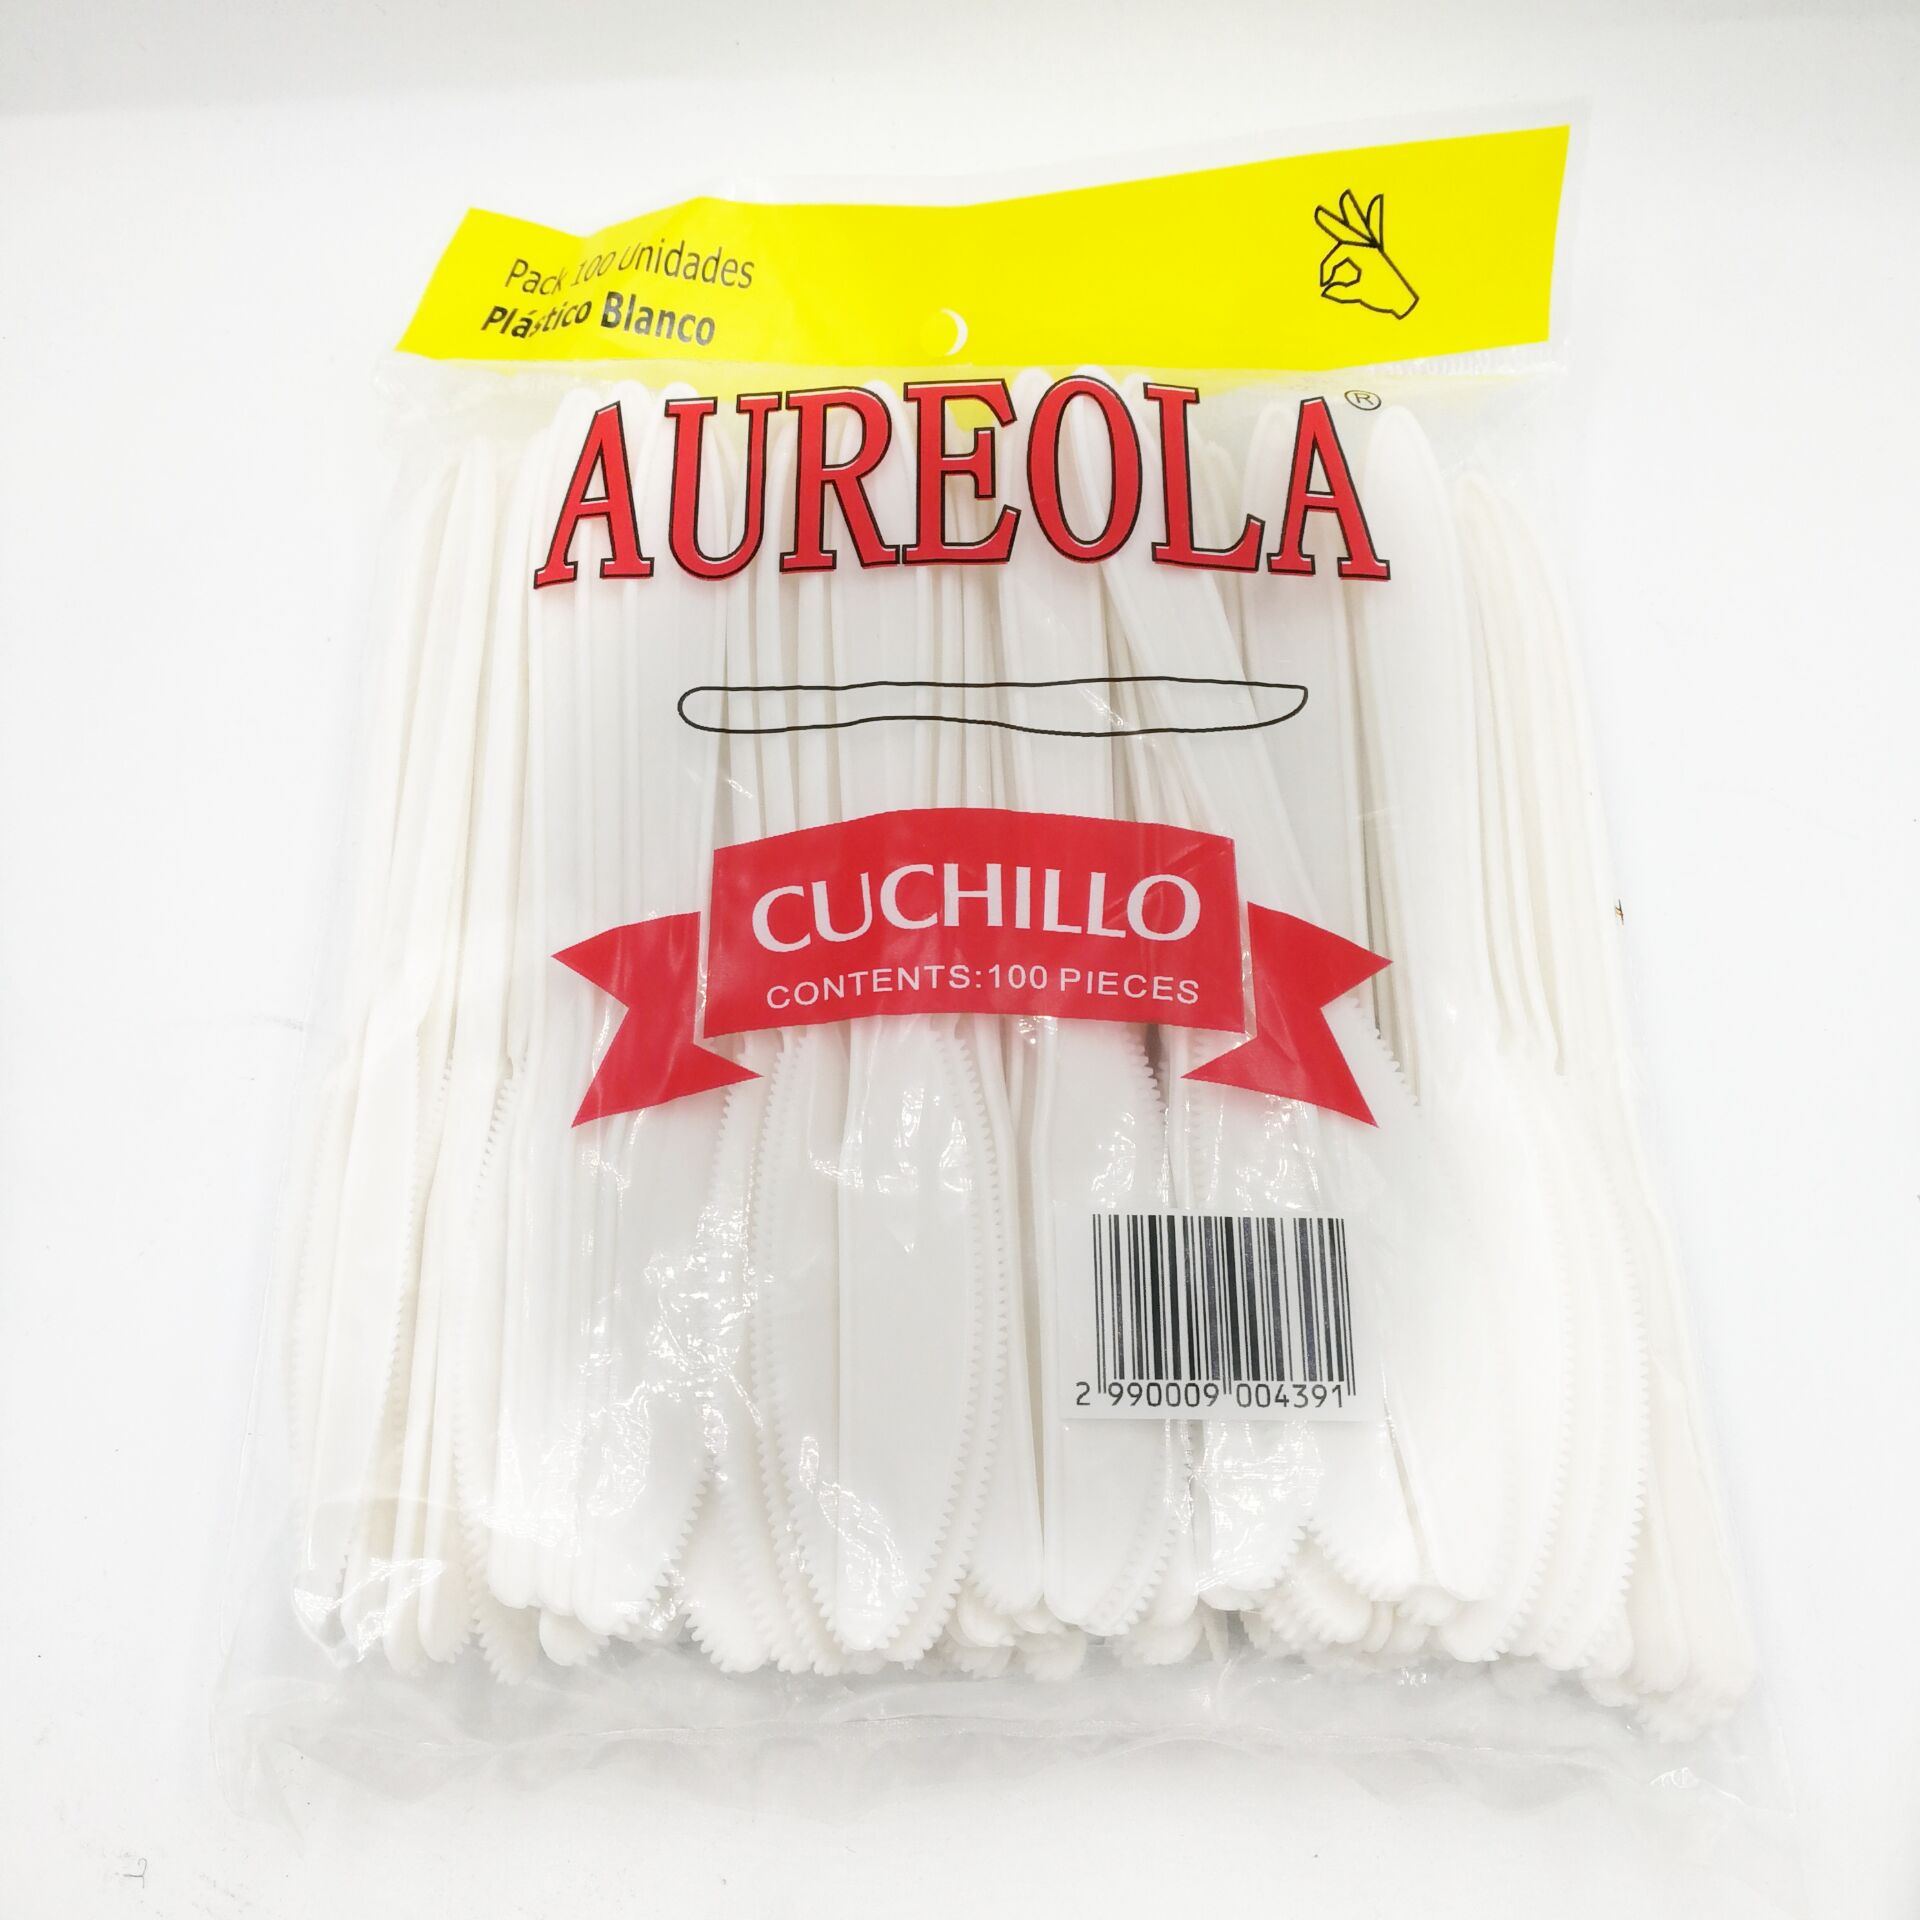 Pack 100 Unidades
Plástico Blanco
AUREOLA®
CUCHILLO
CONTENTS:100 PIECES
2 990009 004391